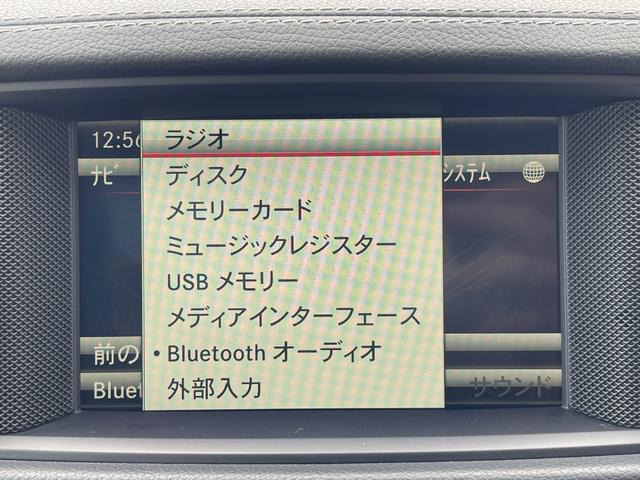 12:56
ラジオ
ナビ
ディスク
システム
メモリーカード
ミュージックレジスター
USB メモリー
メディアインターフェース
前の
• Bluetooth オーディオ
Bluet
外部入力
サウンド